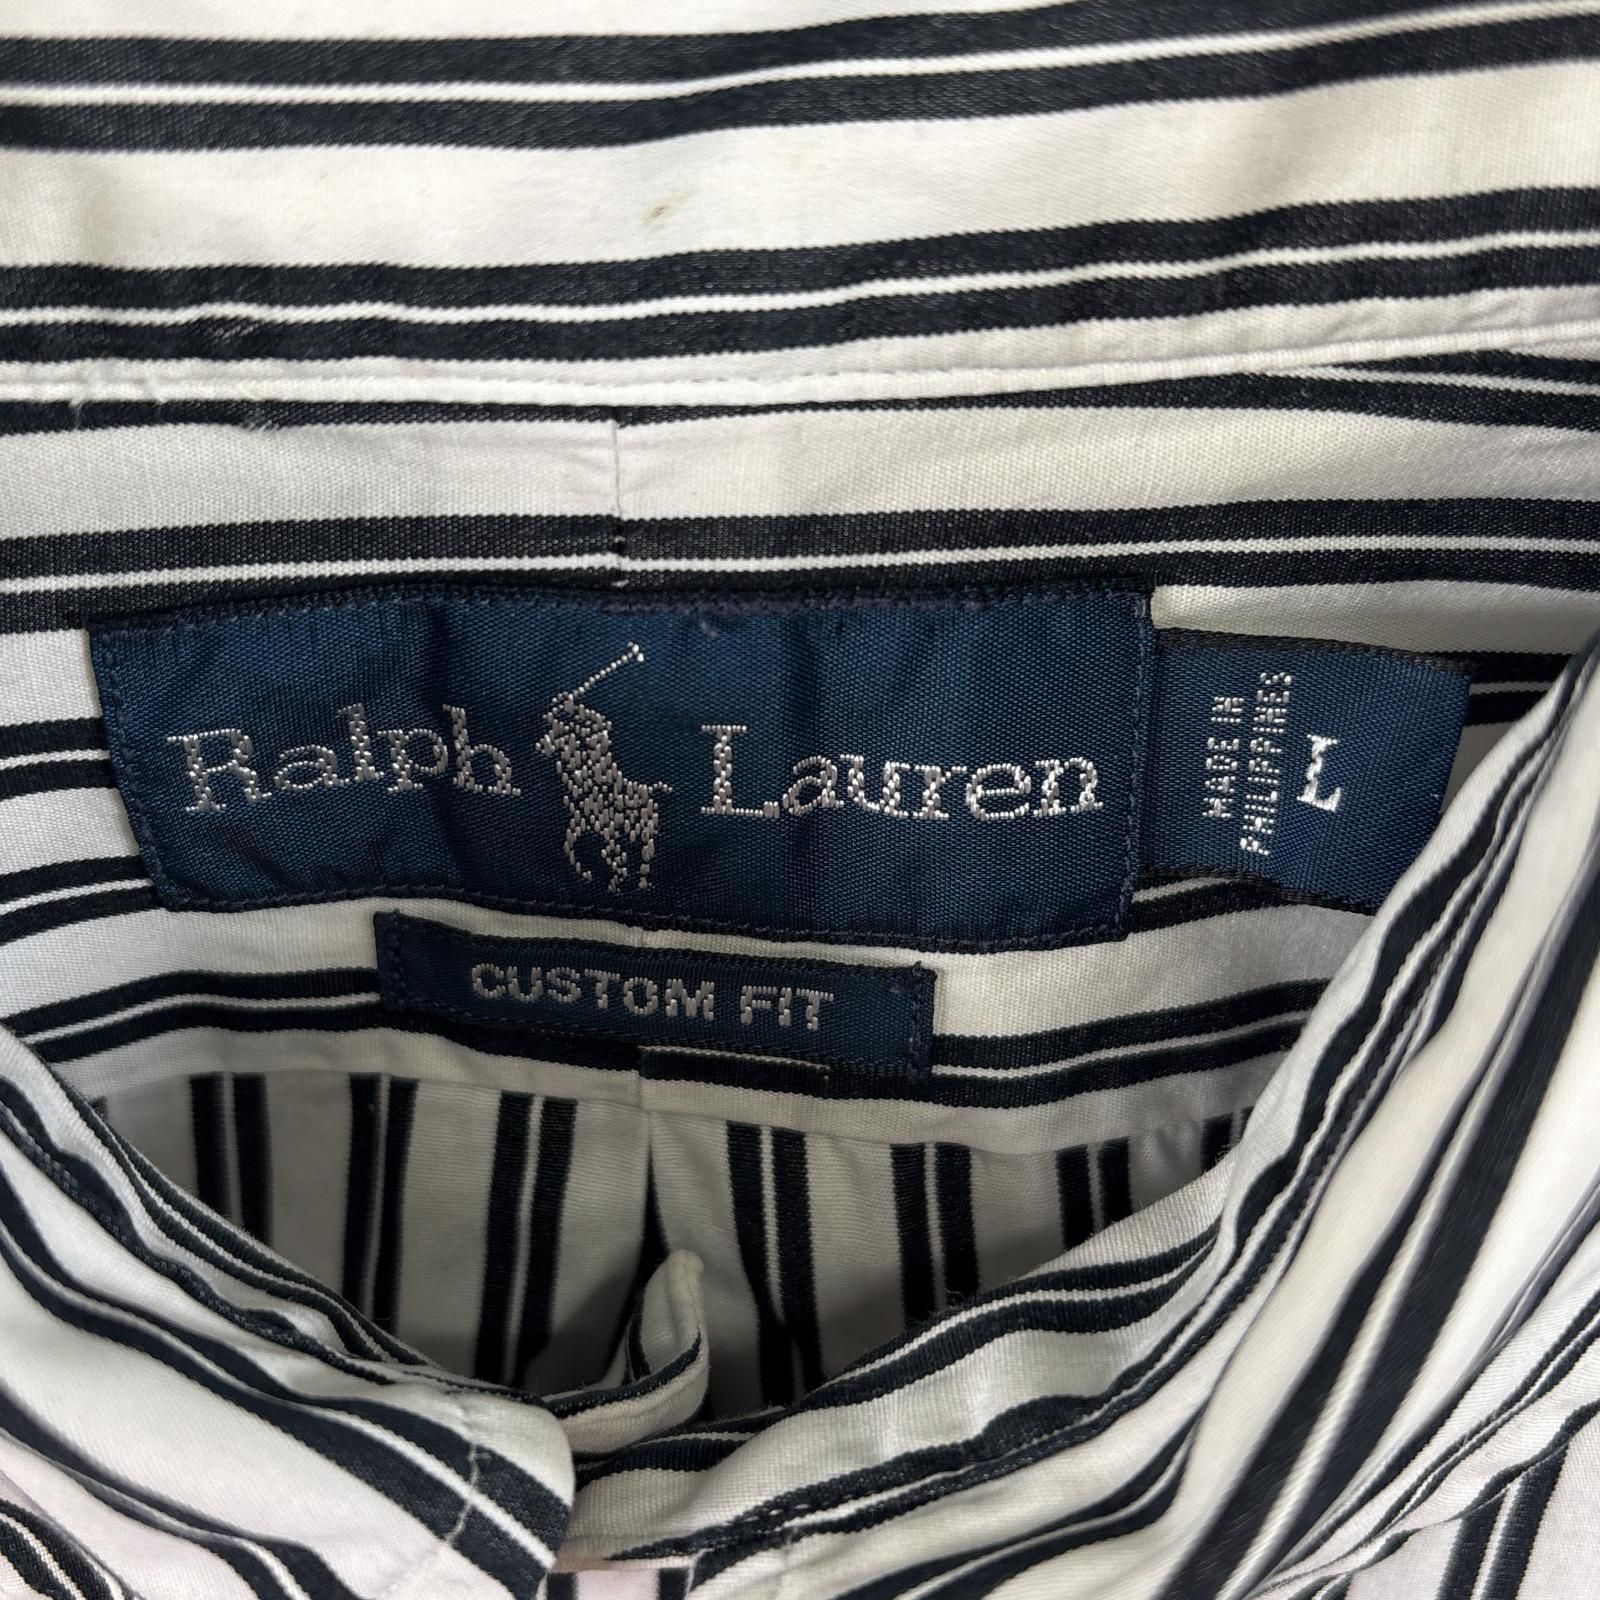 Ralph Lauren
MADE IN
PHILIPPINES
L
CUSTOM FIT